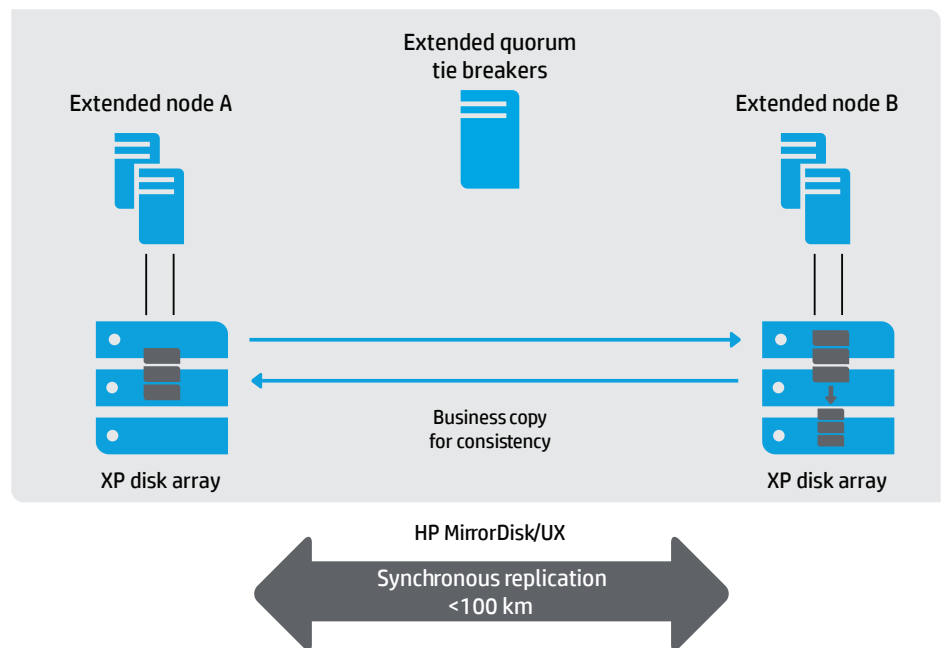 Extended quorum
tie breakers
Extended node A
Extended node B
Business copy
for consistency
XP disk array
XP disk array
HP MirrorDisk/UX
Synchronous replication
<100 km